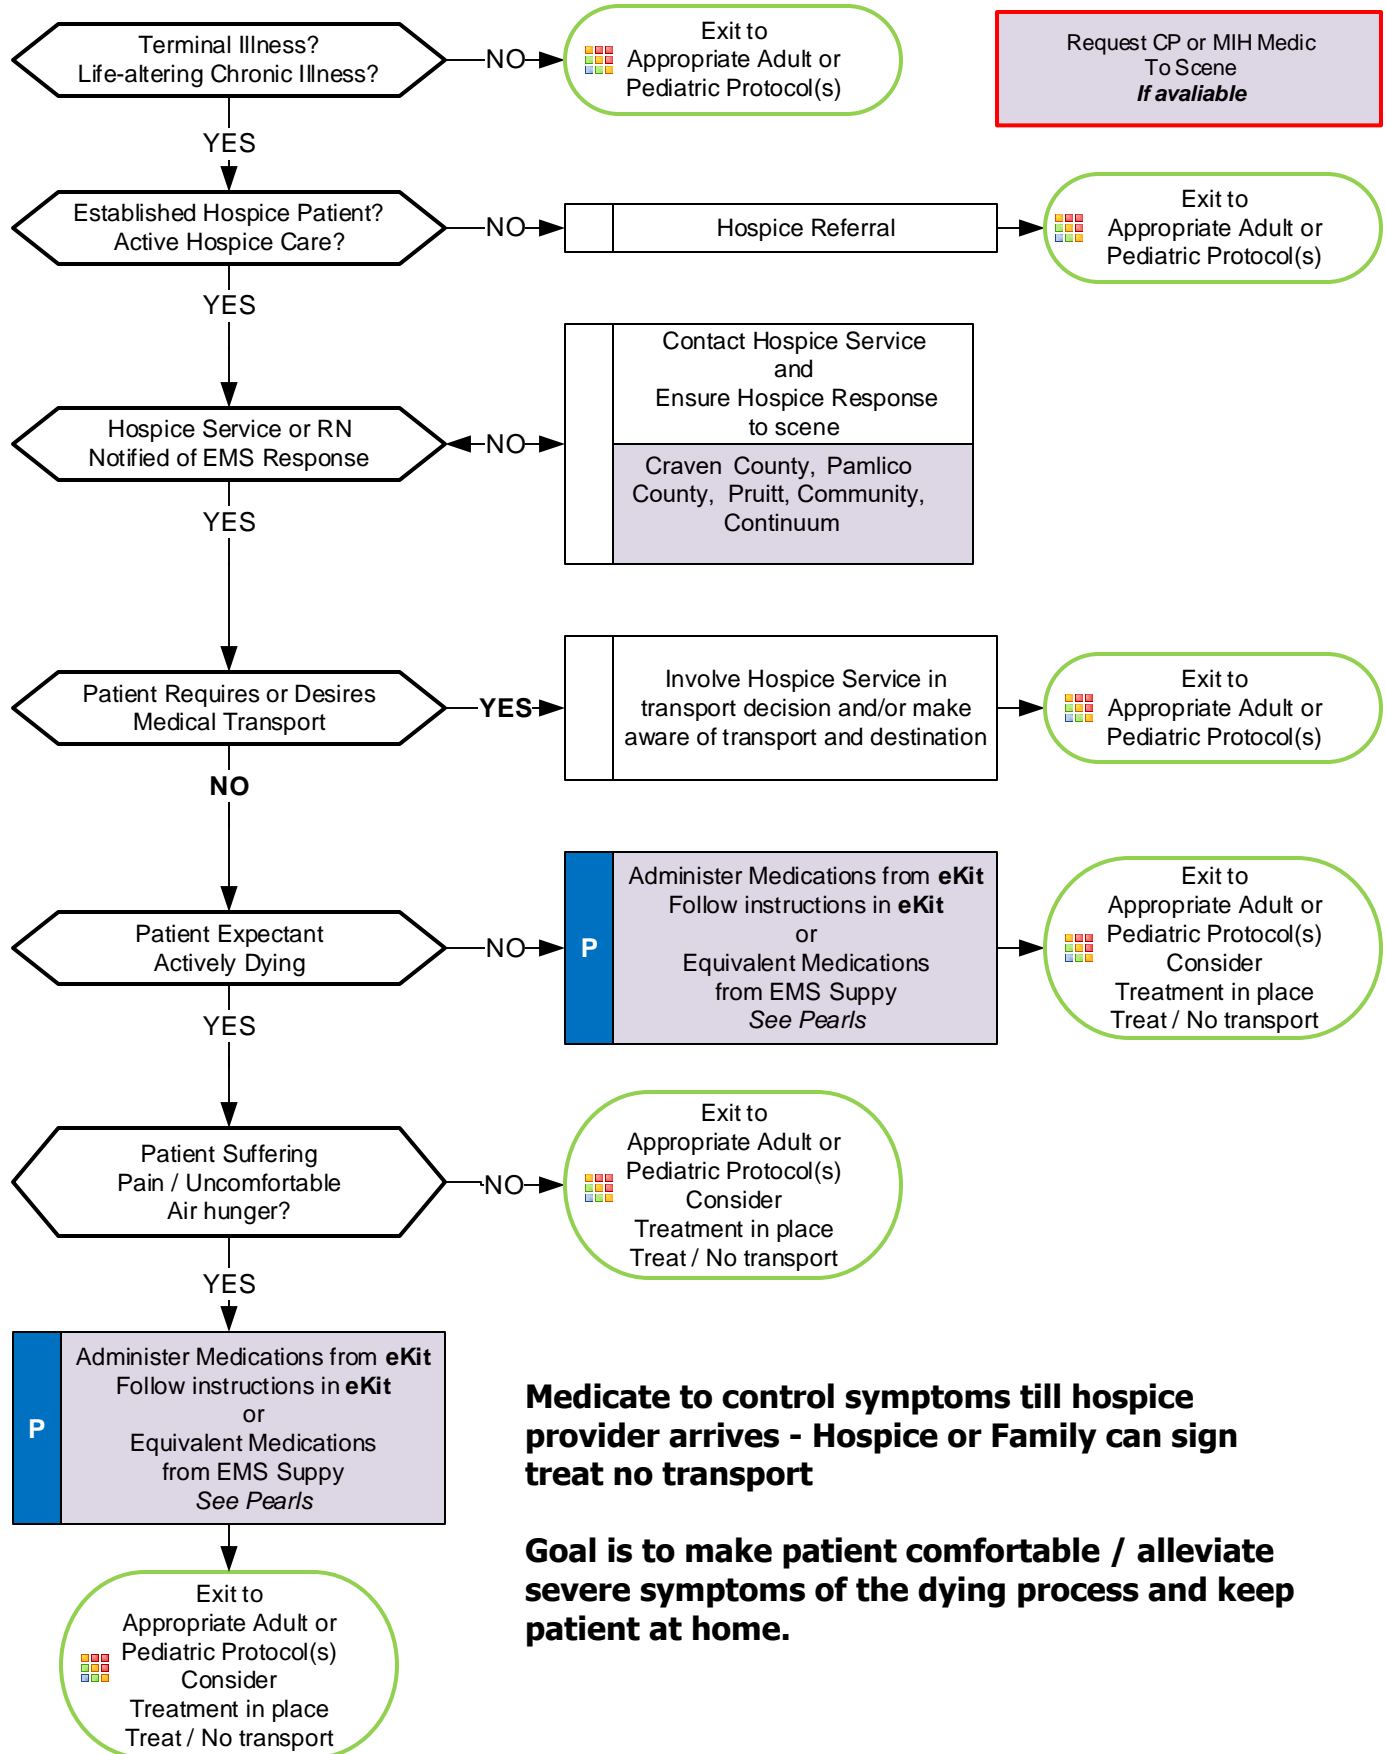 Terminal Illness?
Life-altering Chronic Illness?
NO
Exit to
Appropriate Adult or
Pediatric Protocol(s)
Request CP or MIH Medic
To Scene
If avaliable
YES
Established Hospice Patient?
Active Hospice Care?
NO
Hospice Referral
Exit to
Appropriate Adult or
Pediatric Protocol(s)
YES
Hospice Service or RN
Notified of EMS Response
NO
Contact Hospice Service
and
Ensure Hospice Response
to scene
Craven County, Pamlico
County, Pruitt, Community,
Continuum
YES
Patient Requires or Desires
Medical Transport
YES
Involve Hospice Service in
transport decision and/or make
aware of transport and destination
Exit to
Appropriate Adult or
Pediatric Protocol(s)
NO
Patient Expectant
Actively Dying
NO
P
Administer Medications from eKit
Follow instructions in eKit
or
Equivalent Medications
from EMS Suppy
See Pearls
Exit to
Appropriate Adult or
Pediatric Protocol(s)
Consider
Treatment in place
Treat / No transport
YES
Patient Suffering
Pain / Uncomfortable
Air hunger?
NO
Exit to
Appropriate Adult or
Pediatric Protocol(s)
Consider
Treatment in place
Treat / No transport
YES
P
Administer Medications from eKit
Follow instructions in eKit
or
Equivalent Medications
from EMS Suppy
See Pearls
Medicate to control symptoms till hospice
provider arrives - Hospice or Family can sign
treat no transport
Goal is to make patient comfortable / alleviate
severe symptoms of the dying process and keep
patient at home.
Exit to
Appropriate Adult or
Pediatric Protocol(s)
Consider
Treatment in place
Treat / No transport